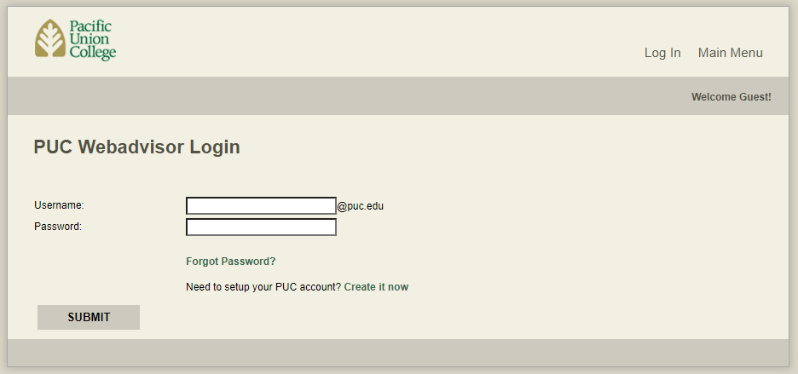 Pacific
Union
College
Log In Main Menu
Welcome Guest!
PUC Webadvisor Login
Username: @puc.edu
Password:
Forgot Password?
Need to setup your PUC account? Create it now
SUBMIT